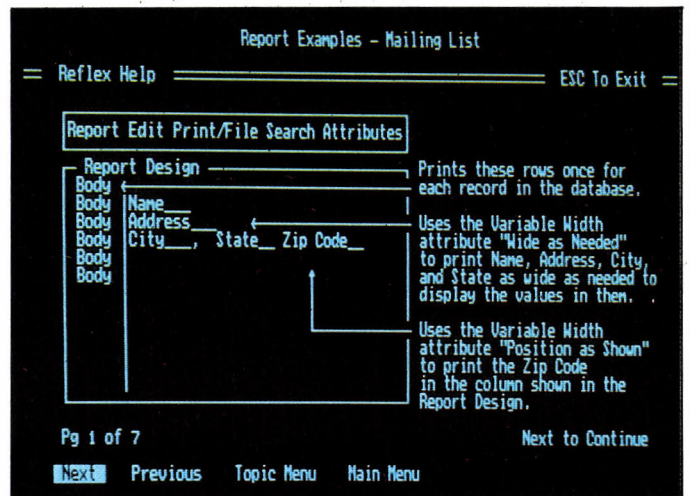 Report Examples - Mailing List
Reflex Help
ESC To Exit
Report Edit Print/File Search Attributes
Report Design
Body
Body Name___
Body Address___
Body City___, State__ Zip Code__
Body
Body
Prints these rows once for
each record in the database.
Uses the Variable Width
attribute "Wide as Needed"
to print Name, Address, City,
and State as wide as needed to
display the values in them.
Uses the Variable Width
attribute "Position as Shown"
to print the Zip Code
in the column shown in the
Report Design.
Pg 1 of 7
Next to Continue
Next Previous Topic Menu Main Menu